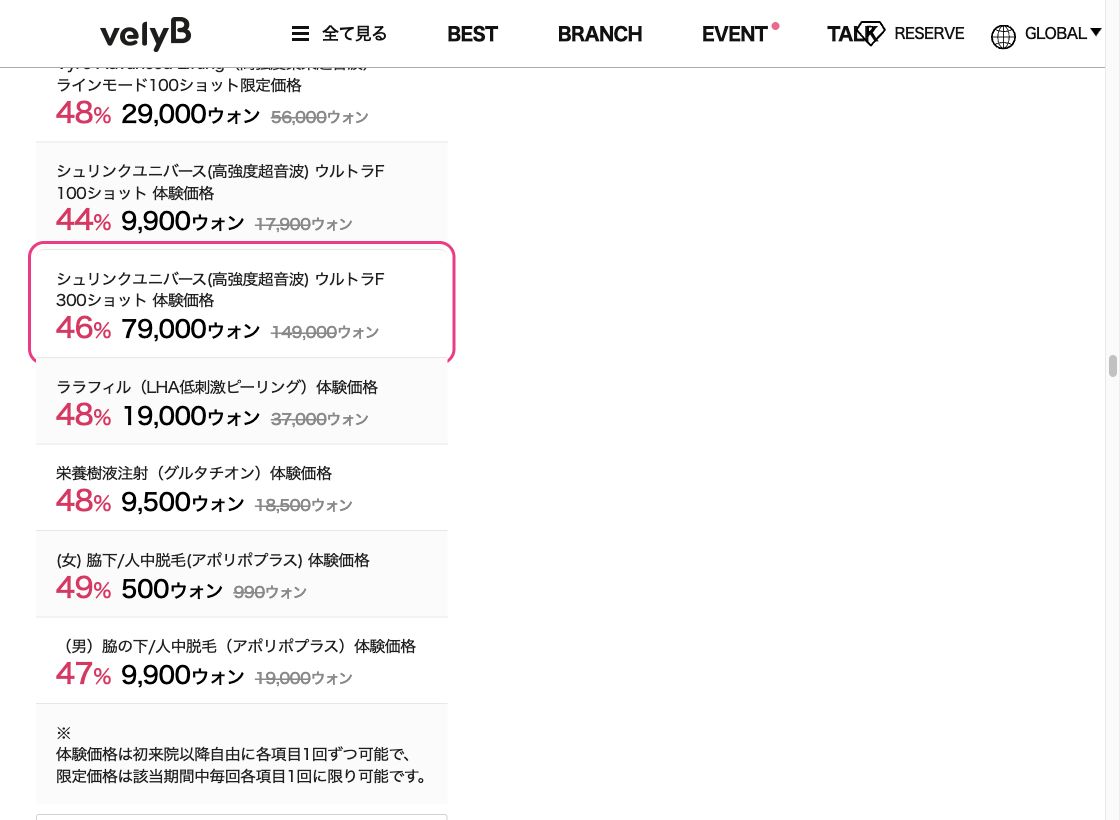 velyB
全て見る
BEST
BRANCH
EVENT
TALK
RESERVE
GLOBAL▼
ラインモード100ショット限定価格
48% 29,000ウォン 56,000ウォン
シュリンクユニバース(高強度超音波) ウルトラF
100ショット 体験価格
44% 9,900ウォン 17,900ウォン
シュリンクユニバース(高強度超音波) ウルトラF
300ショット 体験価格
46% 79,000ウォン 149,000ウォン
ララフィル（LHA低刺激ピーリング）体験価格
48% 19,000ウォン 37,000ウォン
栄養樹液注射（グルタチオン）体験価格
48% 9,500ウォン 18,500ウォン
(女) 脇下/人中脱毛(アポリポプラス) 体験価格
49% 500ウォン 990ウォン
（男）脇の下/人中脱毛（アポリポプラス）体験価格
47% 9,900ウォン 19,000ウォン
※
体験価格は初来院以降自由に各項目1回ずつ可能で、
限定価格は該当期間中毎回各項目1回に限り可能です。